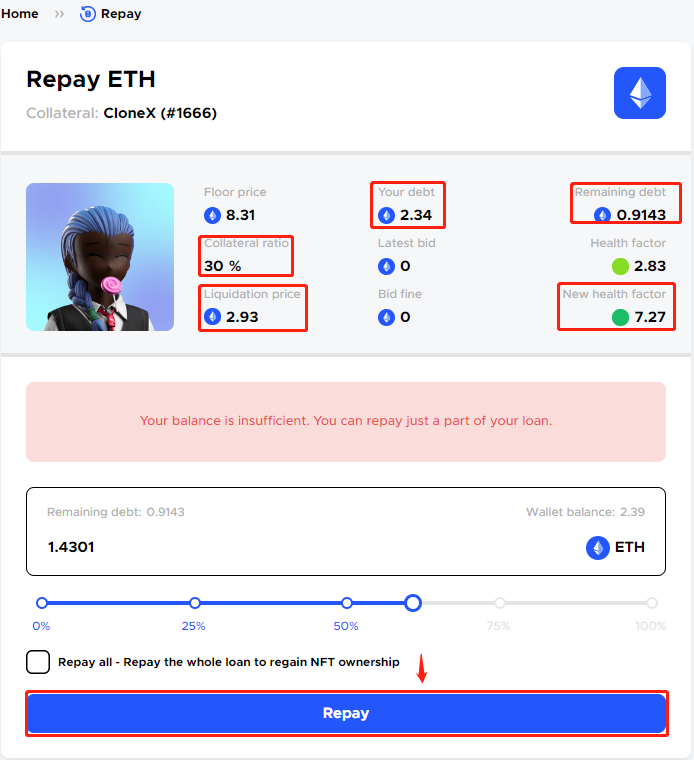 Home >> Repay
Repay ETH
Collateral: CloneX (#1666)
Floor price
8.31
Your debt
2.34
Remaining debt
0.9143
Collateral ratio
30 %
Latest bid
0
Health factor
2.83
Liquidation price
2.93
Bid fine
0
New health factor
7.27
Your balance is insufficient. You can repay just a part of your loan.
Remaining debt: 0.9143 Wallet balance: 2.39
1.4301 ETH
0% 25% 50% 75% 100%
Repay all - Repay the whole loan to regain NFT ownership
Repay